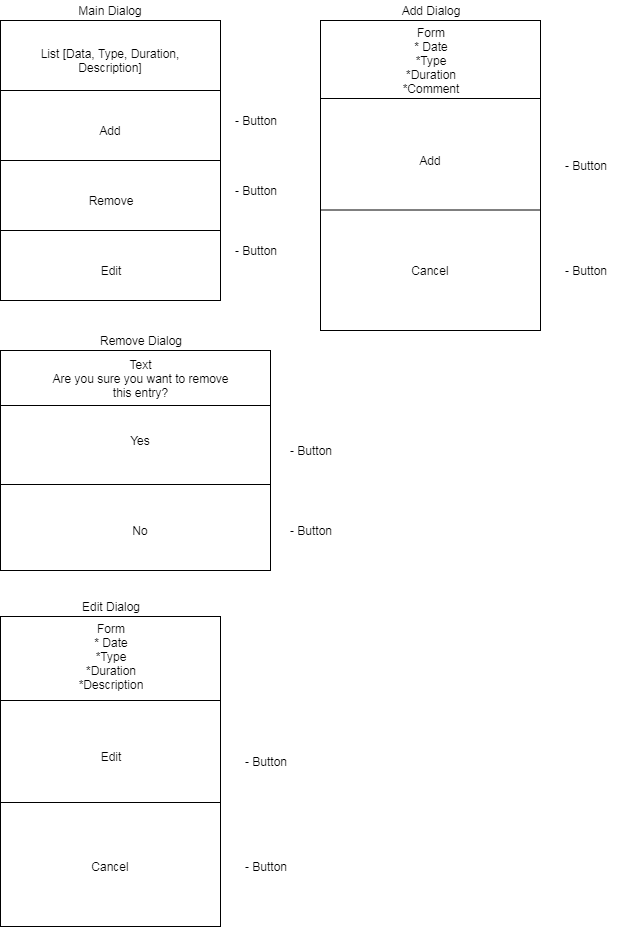 Main Dialog
List [Data, Type, Duration,
Description]
Add
- Button
Remove
- Button
Edit
- Button
Add Dialog
Form
* Date
*Type
*Duration
*Comment
Add
- Button
Cancel
- Button
Remove Dialog
Text
Are you sure you want to remove
this entry?
Yes
- Button
No
- Button
Edit Dialog
Form
* Date
*Type
*Duration
*Description
Edit
- Button
Cancel
- Button